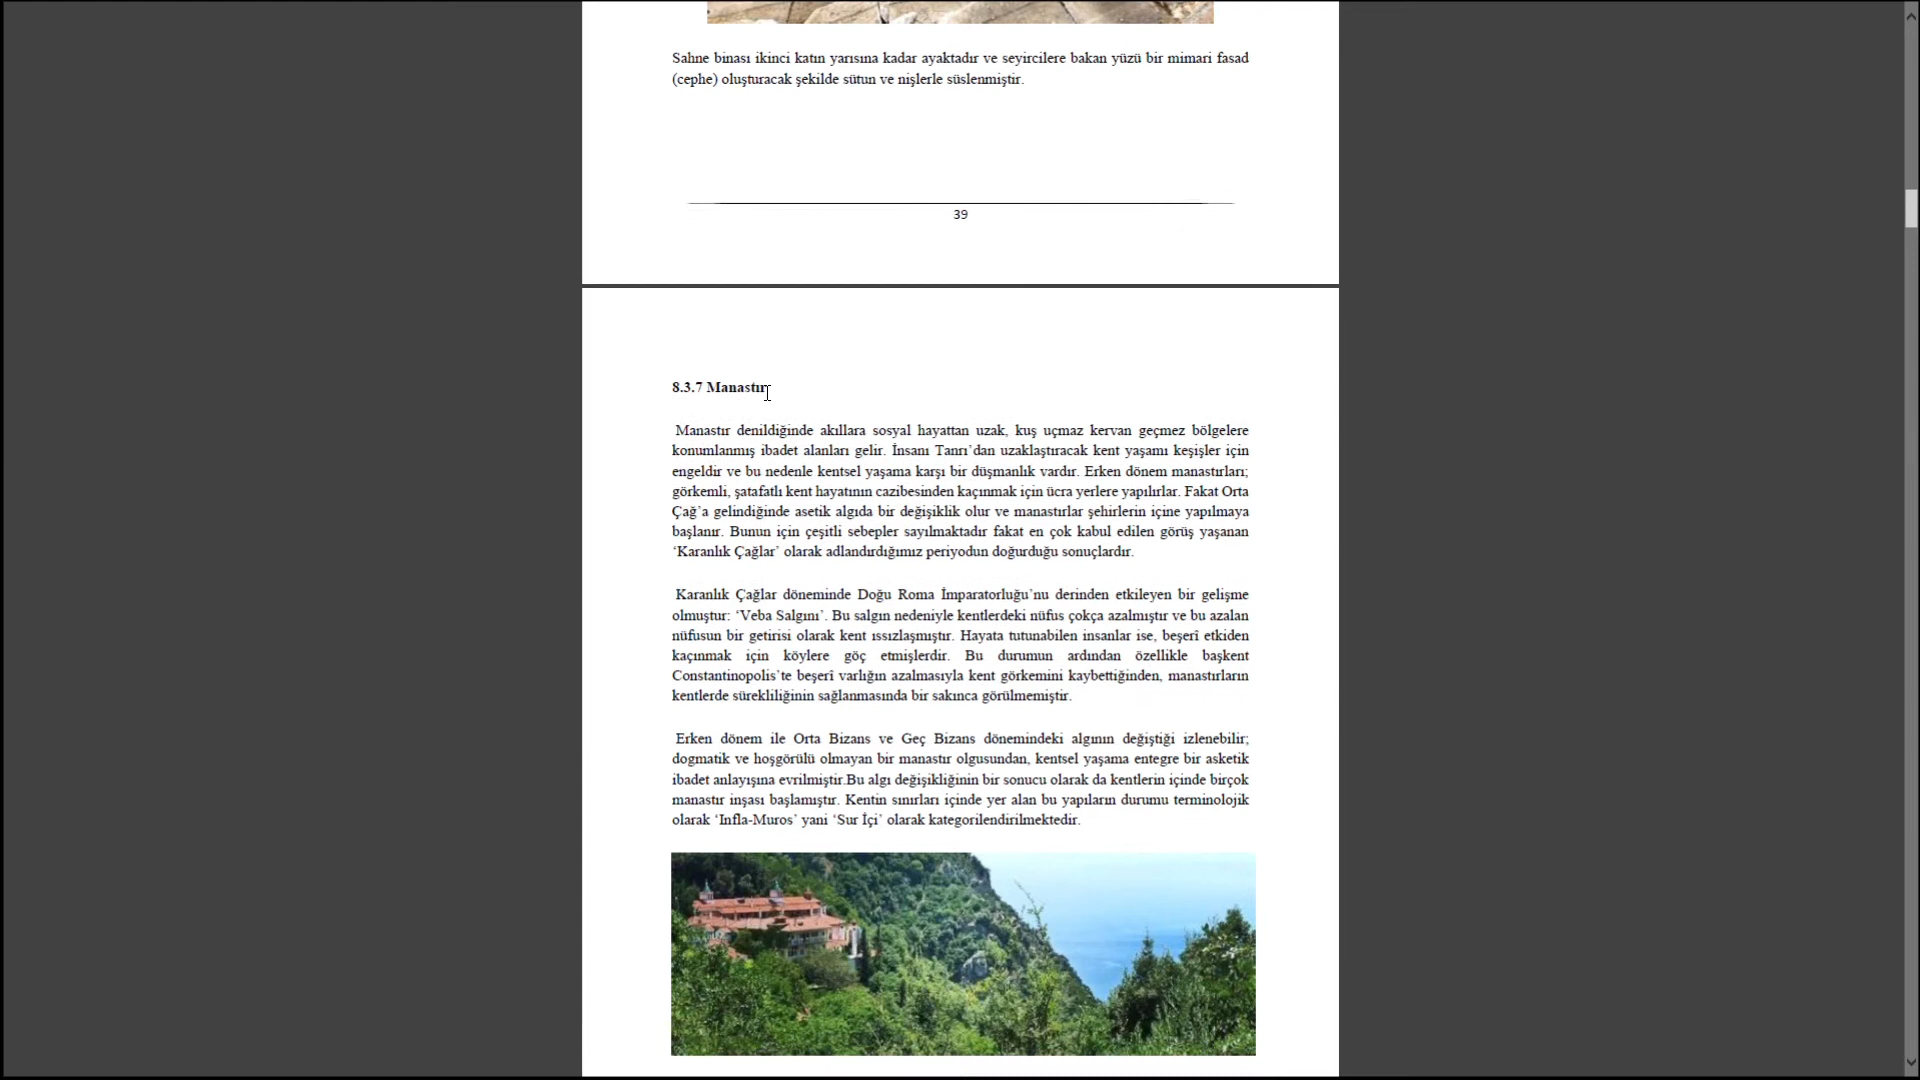 Sahne binası ikinci katın yarısına kadar ayaktadır ve seyircilere bakan yüzü bir mimari fasad
(cephe) oluşturacak şekilde sütun ve nişlerle süslenmiştir.
39
8.3.7 Manastır
Manastır denildiğinde akıllara sosyal hayattan uzak, kuş uçmaz kervan geçmez bölgelere
konumlanmış ibadet alanları gelir. İnsanı Tanrı’dan uzaklaştıracak kent yaşamı keşişler için
engeldir ve bu nedenle kentsel yaşama karşı bir düşmanlık vardır. Erken dönem manastırları;
görkemli, şatafatlı kent hayatının cazibesinden kaçınmak için ücra yerlere yapılırlar. Fakat Orta
Çağ’a gelindiğinde asetik algıda bir değişiklik olur ve manastırlar şehirlerin içine yapılmaya
başlanır. Bunun için çeşitli sebepler sayılmaktadır fakat en çok kabul edilen görüş yaşanan
‘Karanlık Çağlar’ olarak adlandırdığımız periyodun doğurduğu sonuçlardır.
Karanlık Çağlar döneminde Doğu Roma İmparatorluğu’nu derinden etkileyen bir gelişme
olmuştur: ‘Veba Salgını’. Bu salgın nedeniyle kentlerdeki nüfus çokça azalmıştır ve bu azalan
nüfusun bir getirisi olarak kent ıssızlaşmıştır. Hayata tutunabilen insanlar ise, beşerî etkiden
kaçınmak için köylere göç etmişlerdir. Bu durumun ardından özellikle başkent
Constantinopolis’te beşerî varlığın azalmasıyla kent görkemini kaybettiğinden, manastırların
kentlerde sürekliliğinin sağlanmasında bir sakınca görülmemiştir.
Erken dönem ile Orta Bizans ve Geç Bizans dönemindeki algının değiştiği izlenebilir;
dogmatik ve hoşgörülü olmayan bir manastır olgusundan, kentsel yaşama entegre bir asketik
ibadet anlayışına evrilmiştir.Bu algı değişikliğinin bir sonucu olarak da kentlerin içinde birçok
manastır inşası başlamıştır. Kentin sınırları içinde yer alan bu yapıların durumu terminolojik
olarak ‘Infla-Muros’ yani ‘Sur İçi’ olarak kategorilendirilmektedir.